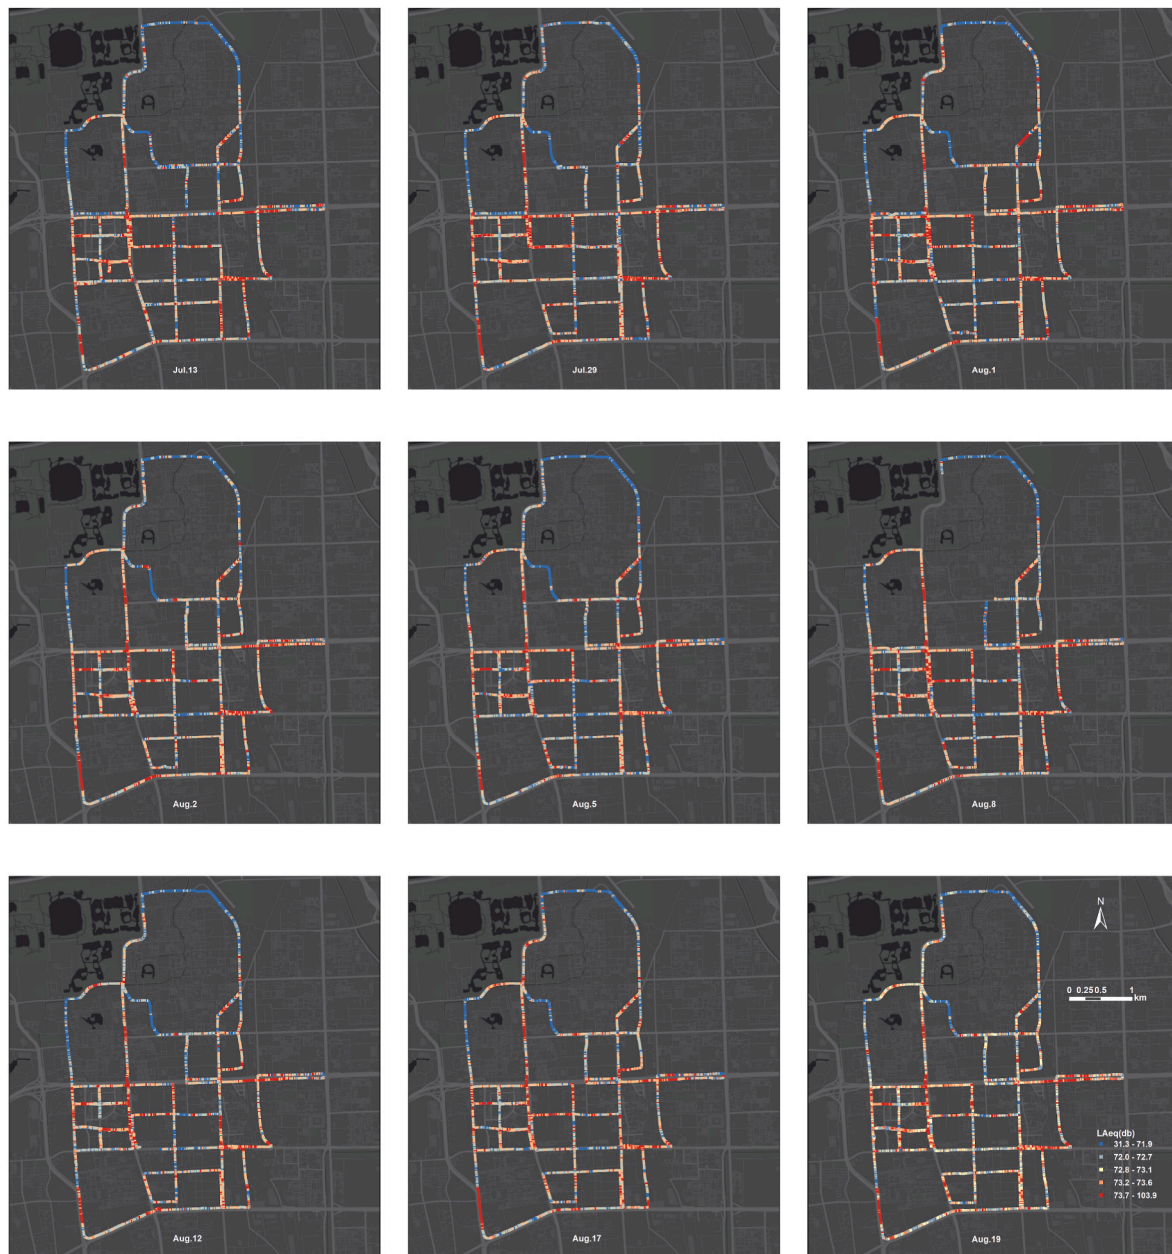 Jul.13
Jul.29
Aug.1
Aug.2
Aug.5
Aug.8
Aug.12
Aug.17
N
0 0.25 0.5 1
km
LAeq(db)
31.3 - 71.9
72.0 - 72.7
72.8 - 73.1
73.2 - 73.6
73.7 - 103.9
Aug.19